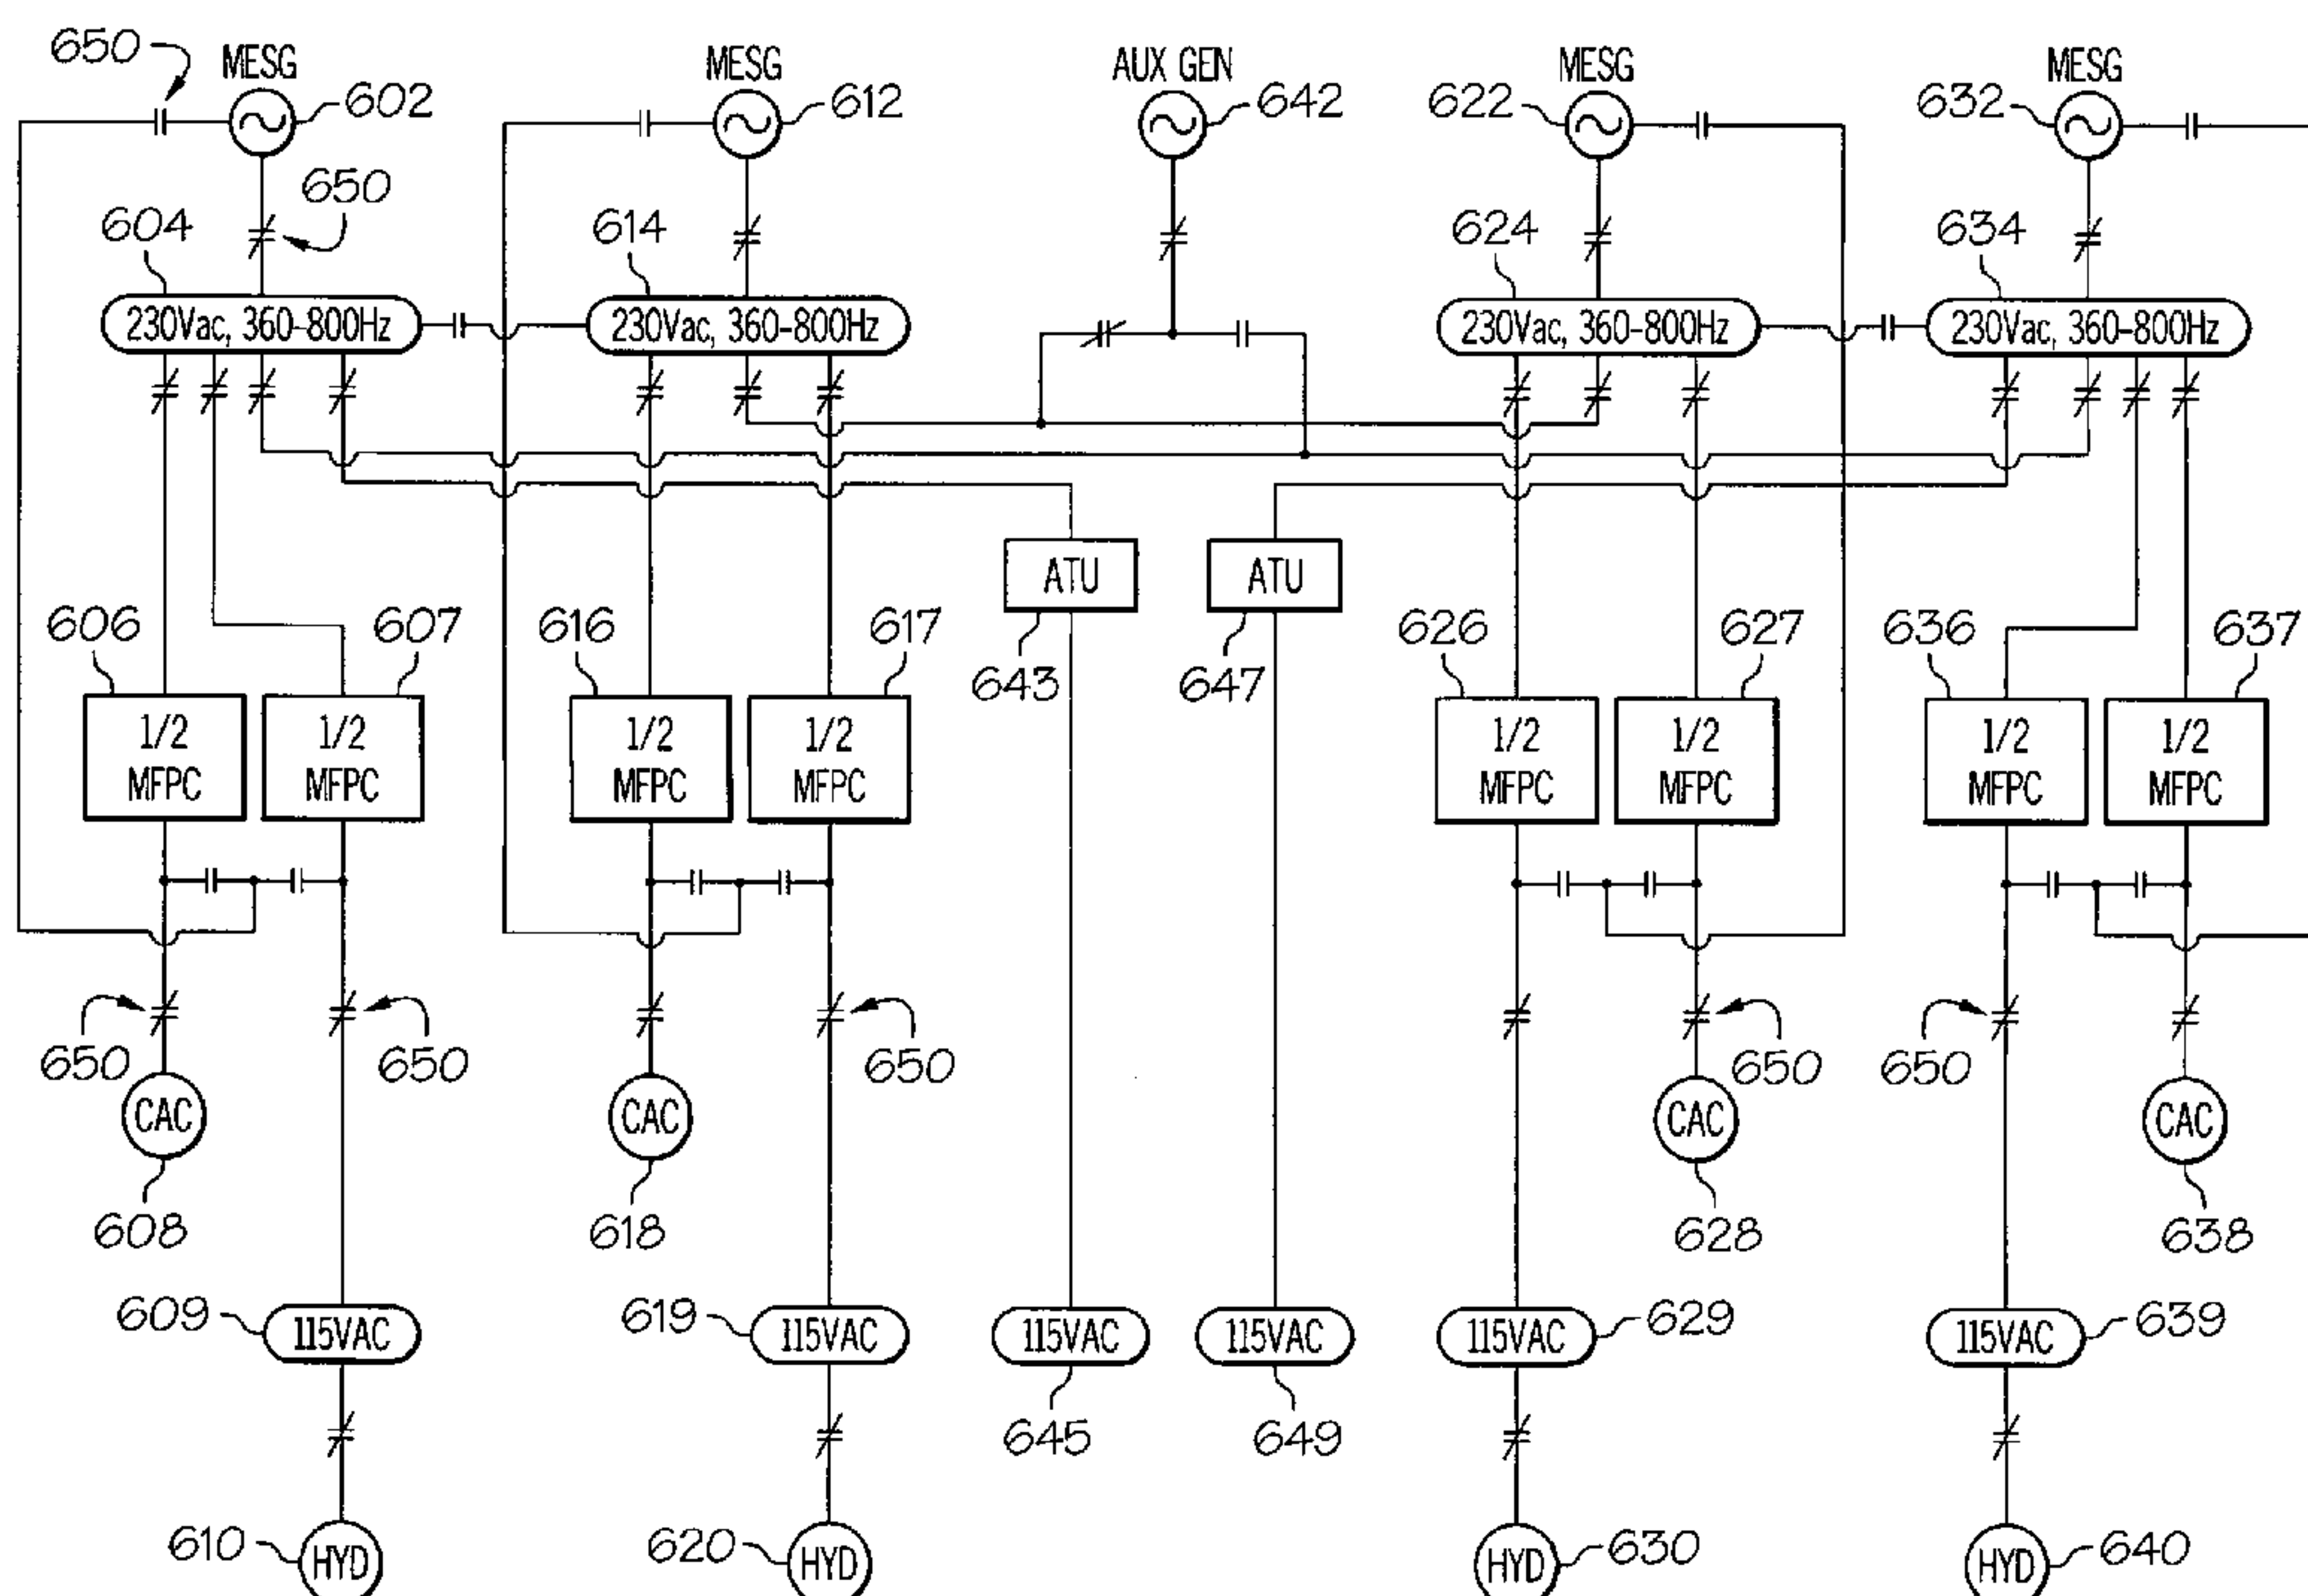 650
MESG
602
MESG
612
AUX GEN
642
MESG
622
MESG
632
650
604
614
624
634
230Vac, 360-800Hz
230Vac, 360-800Hz
230Vac, 360-800Hz
230Vac, 360-800Hz
ATU
643
ATU
647
606
607
616
617
626
627
636
637
1/2
MFPC
1/2
MFPC
1/2
MFPC
1/2
MFPC
1/2
MFPC
1/2
MFPC
1/2
MFPC
1/2
MFPC
650
650
650
650
650
CAC
608
CAC
618
CAC
628
CAC
638
609
115VAC
619
115VAC
115VAC
645
115VAC
649
115VAC
629
115VAC
639
610
HYD
620
HYD
HYD
630
HYD
640